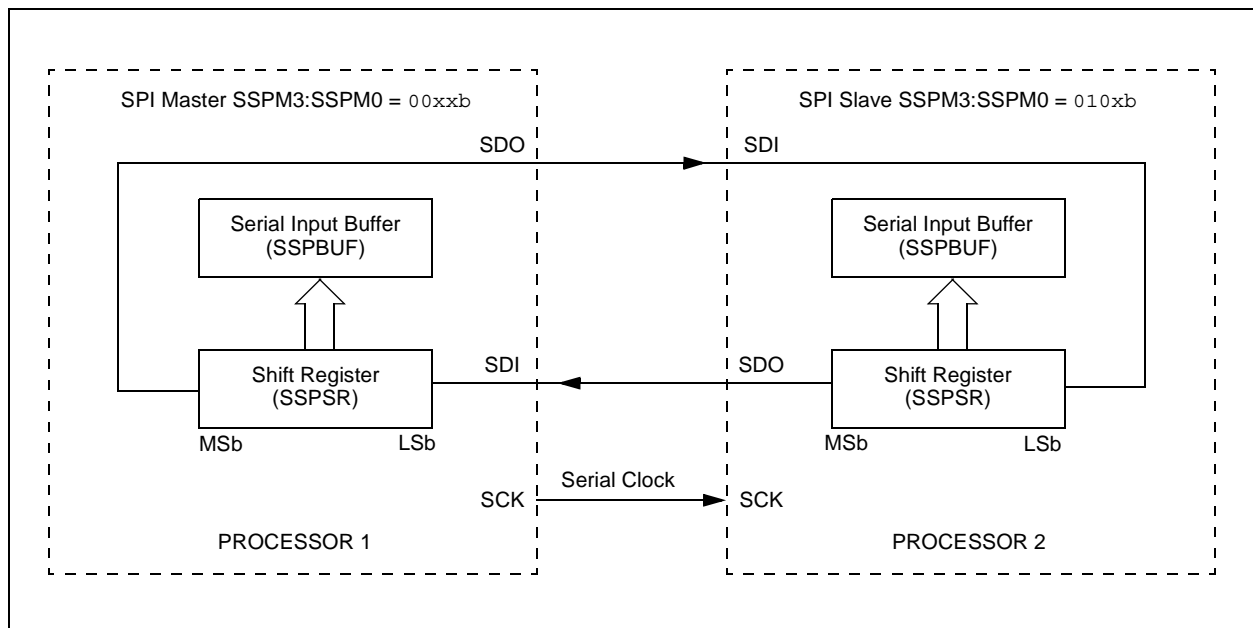 SPI Master SSPM3:SSPM0 = 00xxb
SPI Slave SSPM3:SSPM0 = 010xb
SDO
SDI
Serial Input Buffer
(SSPBUF)
Serial Input Buffer
(SSPBUF)
SDI
SDO
Shift Register
(SSPSR)
Shift Register
(SSPSR)
MSb
LSb
MSb
LSb
Serial Clock
SCK
SCK
PROCESSOR 1
PROCESSOR 2